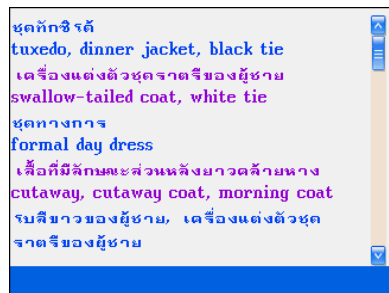 ชุดทักซิรด้
tuxedo, dinner jacket, black tie
เครื่องแต่งตัวชุดราตรีของผู้ชาย
swallow-tailed coat, white tie
ชุดทางการ
formal day dress
เสื้อที่มีลักษณะส่วนหลังยาวคล้ายหาง
cutaway, cutaway coat, morning coat
รบสีขาวของผู้ชาย, เครื่องแต่งตัวชุด
ราตรีของผู้ชาย